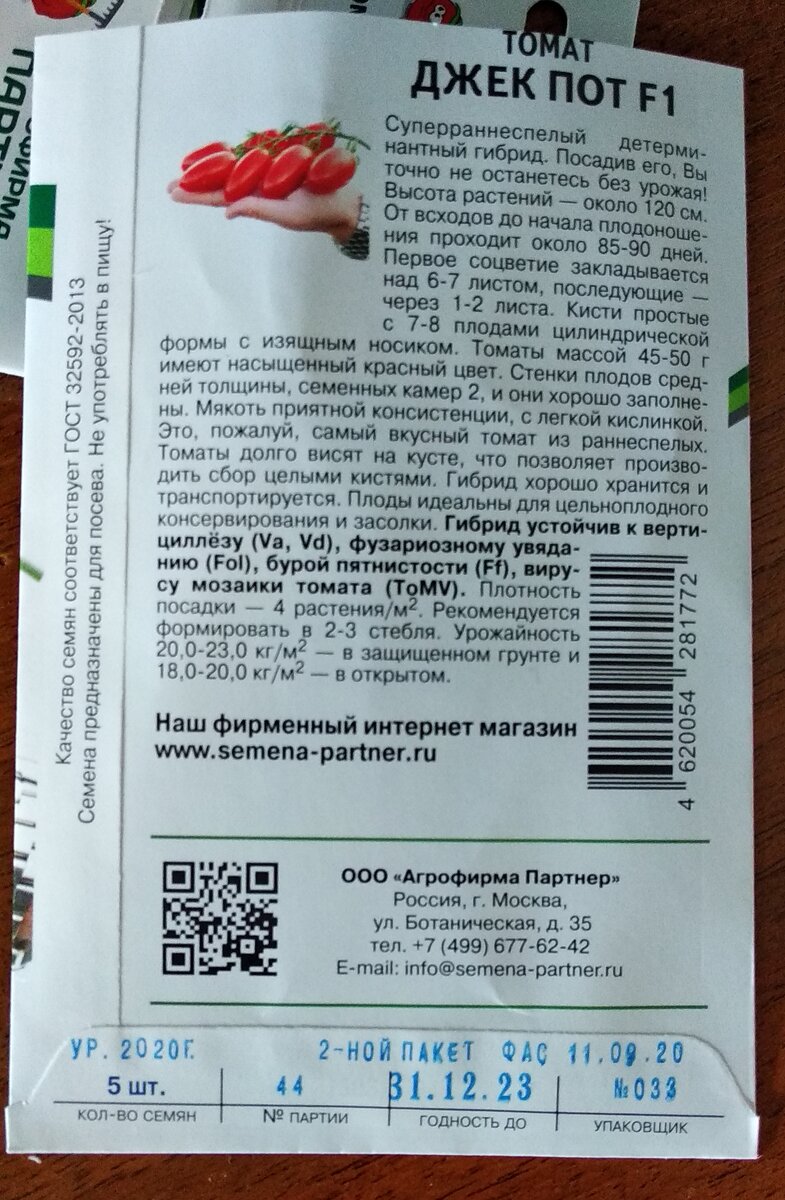 ТОМАТ
ДЖЕК ПОТ F1
Суперраннеспелый детерми-
нантный гибрид. Посадив его, Вы
точно не останетесь без урожая!
Высота растений — около 120 см.
От всходов до начала плодоноше-
ния проходит около 85-90 дней.
Первое соцветие закладывается
над 6-7 листом, последующие —
через 1-2 листа. Кисти простые
с 7-8 плодами цилиндрической
формы с изящным носиком. Томаты массой 45-50 г
имеют насыщенный красный цвет. Стенки плодов сред-
ней толщины, семенных камер 2, и они хорошо заполне-
ны. Мякоть приятной консистенции, с легкой кислинкой.
Это, пожалуй, самый вкусный томат из раннеспелых.
Томаты долго висят на кусте, что позволяет произво-
дить сбор целыми кистями. Гибрид хорошо хранится и
транспортируется. Плоды идеальны для цельноплодного
консервирования и засолки. Гибрид устойчив к верти-
циллёзу (Va, Vd), фузариозному увяда-
нию (Fol), бурой пятнистости (Ff), виру-
су мозаики томата (ToMV). Плотность
посадки — 4 растения/м². Рекомендуется
формировать в 2-3 стебля. Урожайность
20,0-23,0 кг/м² — в защищенном грунте и
18,0-20,0 кг/м² — в открытом.
Наш фирменный интернет магазин
www.semena-partner.ru
4 620054 281772
Качество семян соответствует ГОСТ 32592-2013
Семена предназначены для посева. Не употреблять в пищу!
ООО «Агрофирма Партнер»
Россия, г. Москва,
ул. Ботаническая, д. 35
тел. +7 (499) 677-62-42
E-mail: info@semena-partner.ru
УР. 2020Г. 2-НОЙ ПАКЕТ ФАС 11.09.20
5 шт. 44 31.12.23 №033
КОЛ-ВО СЕМЯН № ПАРТИИ ГОДНОСТЬ ДО УПАКОВЩИК